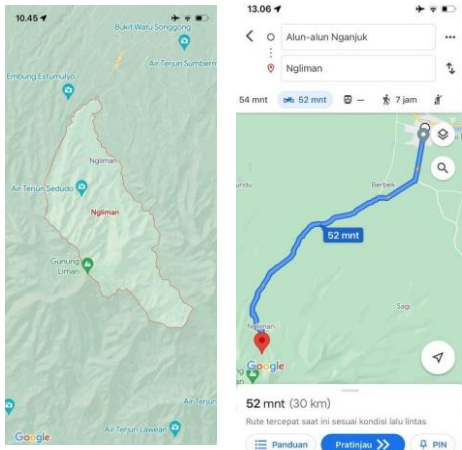 10.45
Bukit Watu Songgong
Air Terjun Sumberm
Embung Estumulyo
Ngliman
Air Terjun Sedudo
Ngliman
Gunung
Liman
Air Terjun
Air Terjun Lawean
Google
13.06
Alun-alun Nganjuk
Ngliman
54 mnt
52 mnt
–
7 jam
Berbek
52 mnt
Sagi
Ngliman
Google
52 mnt (30 km)
Rute tercepat saat ini sesuai kondisi lalu lintas
Panduan
Pratinjau
PIN